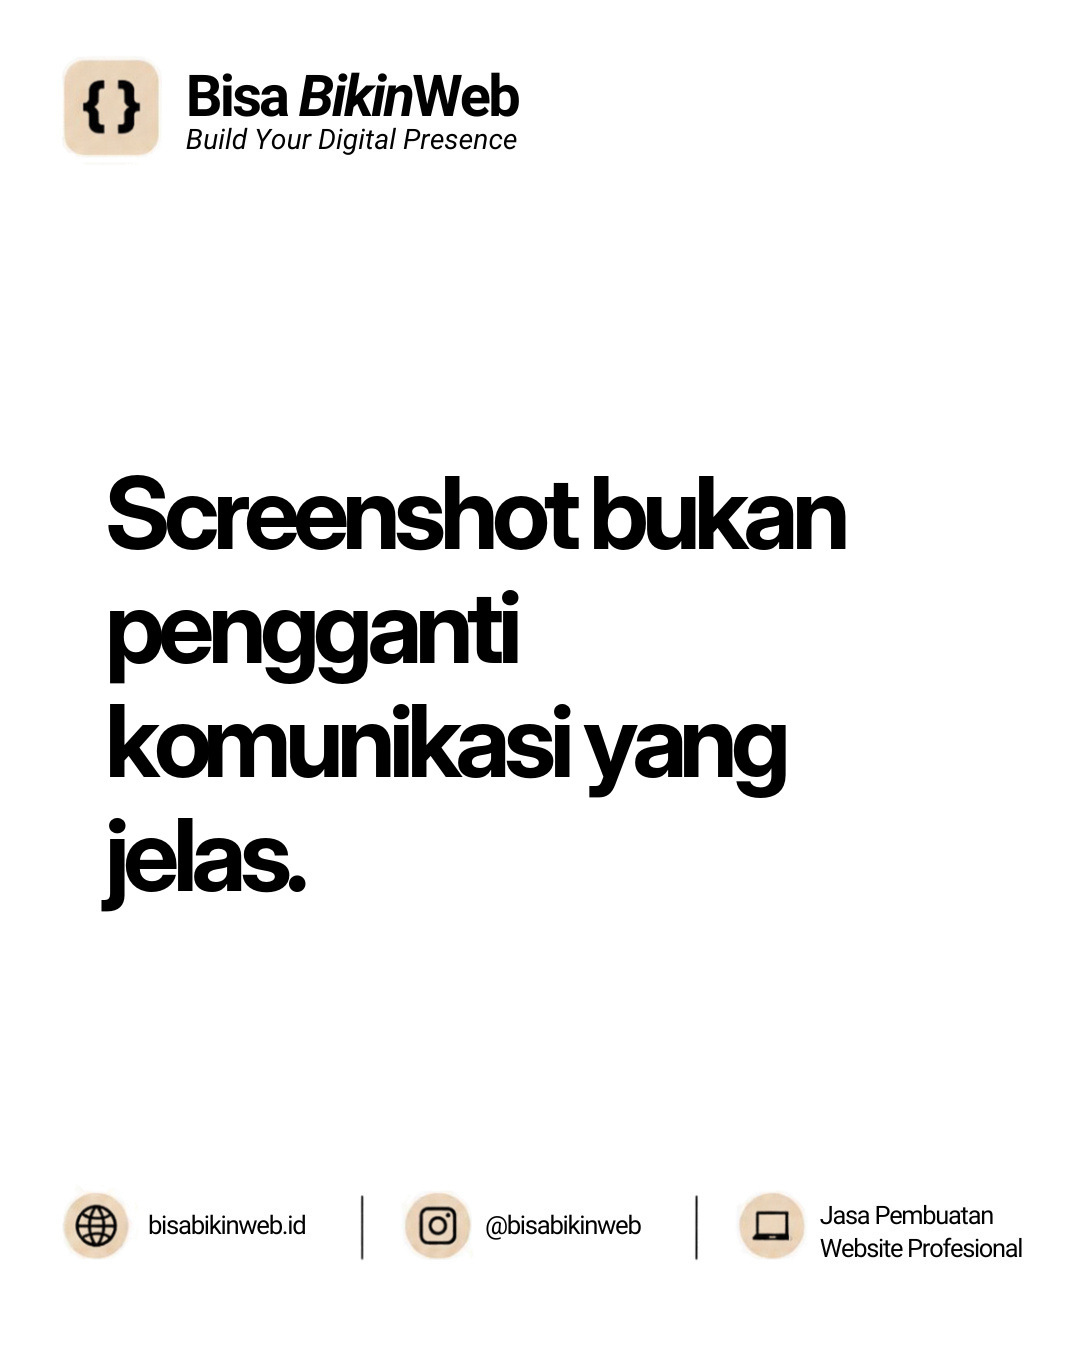 { }
Bisa BikinWeb
Build Your Digital Presence
Screenshot bukan
pengganti
komunikasi yang
jelas.
bisabikinweb.id
@bisabikinweb
Jasa Pembuatan
Website Profesional